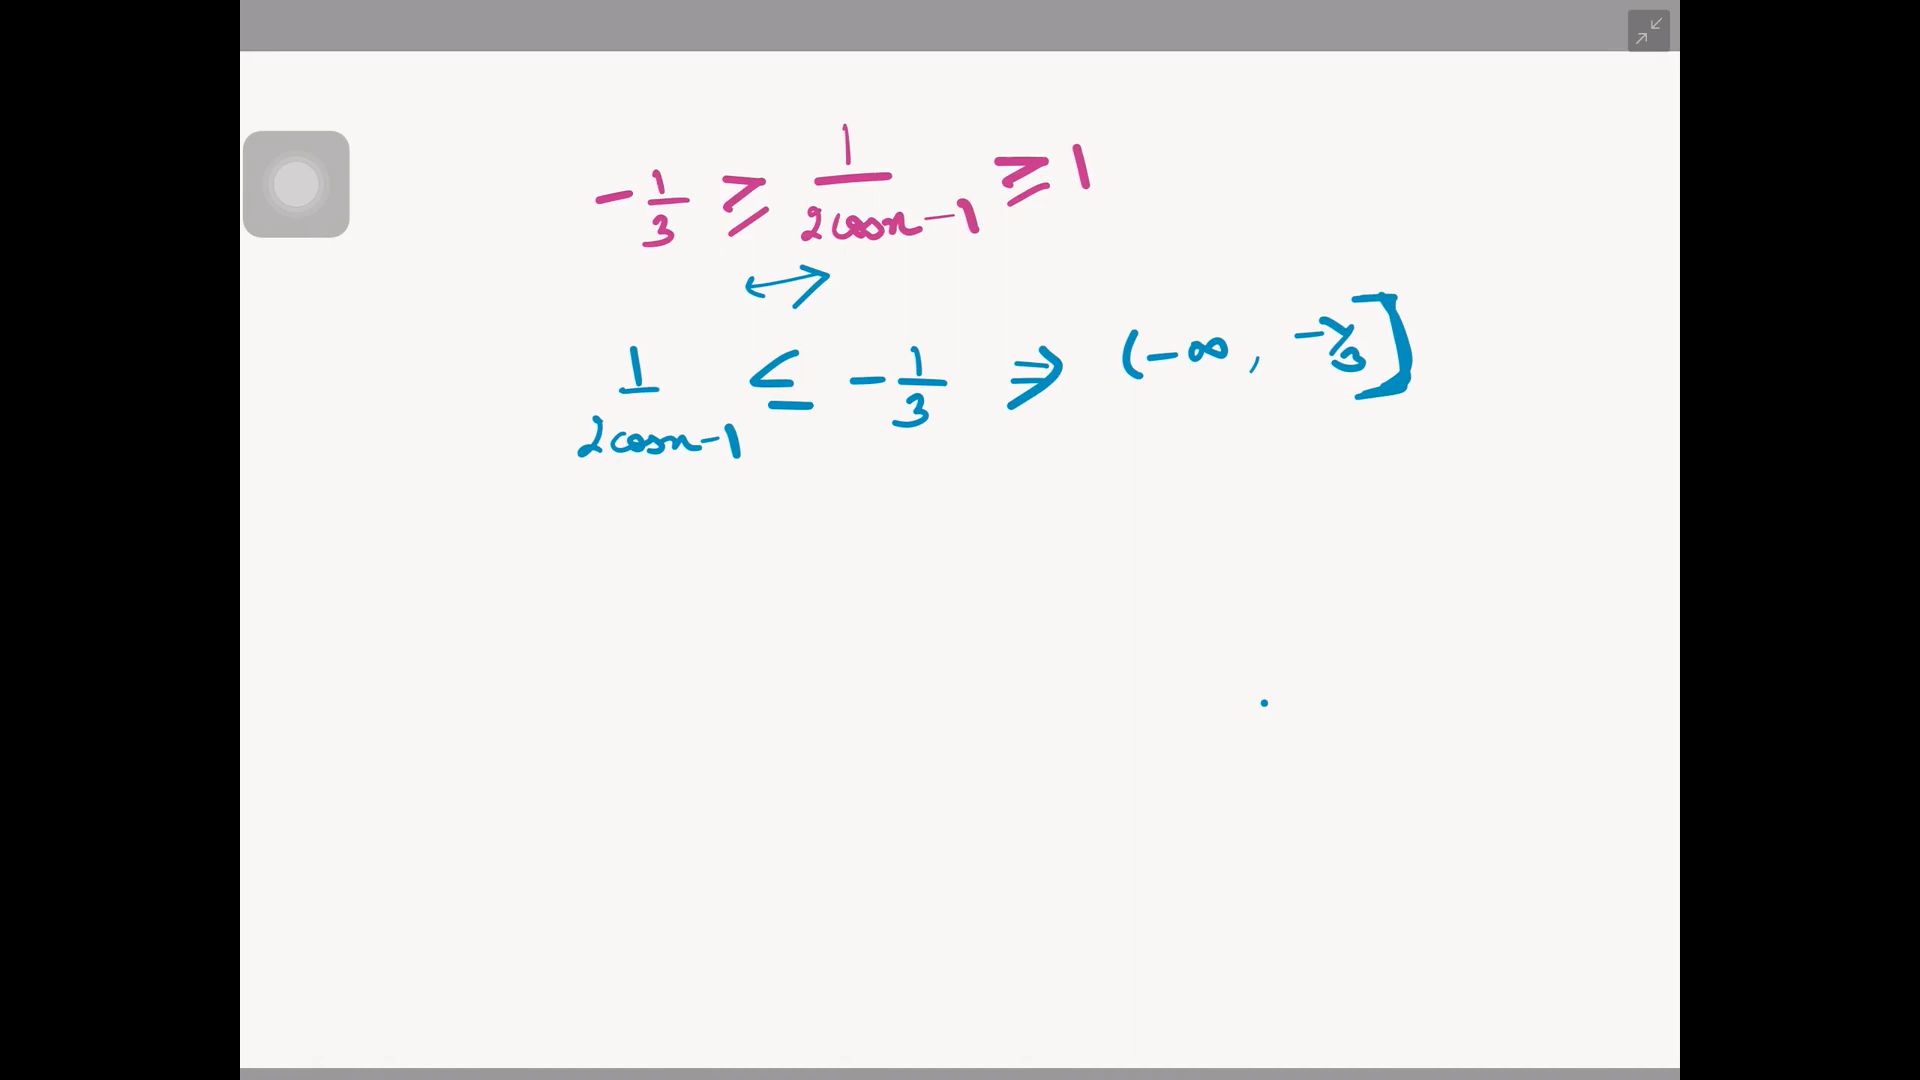 -1/3 ≥ 1/(2cosx-1) ≥ 1
1/(2cosx-1) ≤ -1/3 ⇒ (-∞, -1/3]